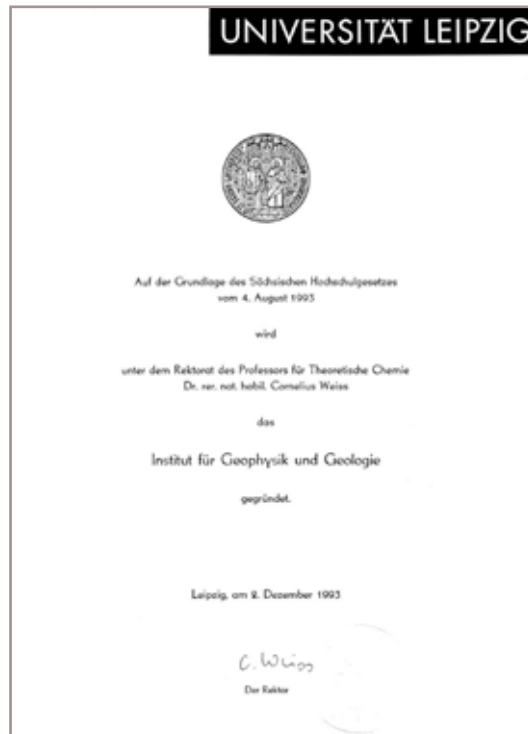 UNIVERSITÄT LEIPZIG
Auf der Grundlage des Sächsischen Hochschulgesetzes
vom 4. August 1993
wird
unter dem Rektorat des Professors für Theoretische Chemie
Dr. rer. nat. habil. Cornelius Weiss
das
Institut für Geophysik und Geologie
gegründet.
Leipzig, am 2. Dezember 1993
C. Weiss
Der Rektor